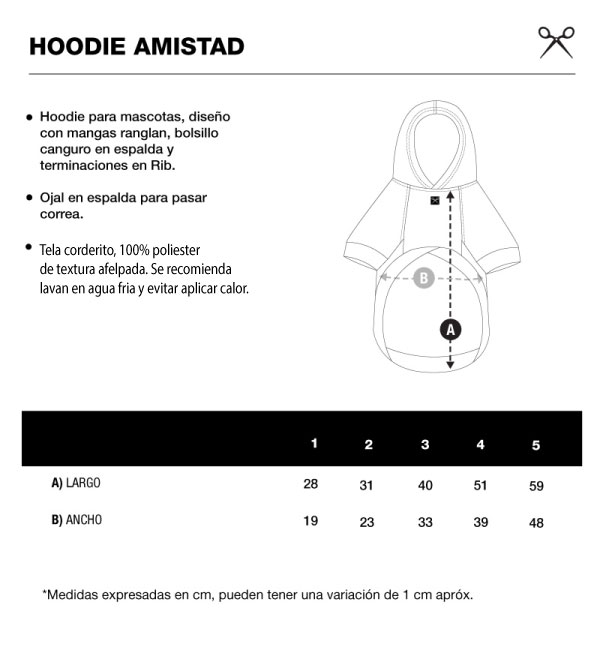 HOODIE AMISTAD
• Hoodie para mascotas, diseño
con mangas ranglan, bolsillo
canguro en espalda y
terminaciones en Rib.
• Ojal en espalda para pasar
correa.
• Tela corderito, 100% poliester
de textura afelpada. Se recomienda
lavan en agua fria y evitar aplicar calor.
B
A
1 2 3 4 5
A) LARGO 28 31 40 51 59
B) ANCHO 19 23 33 39 48
*Medidas expresadas en cm, pueden tener una variación de 1 cm apróx.